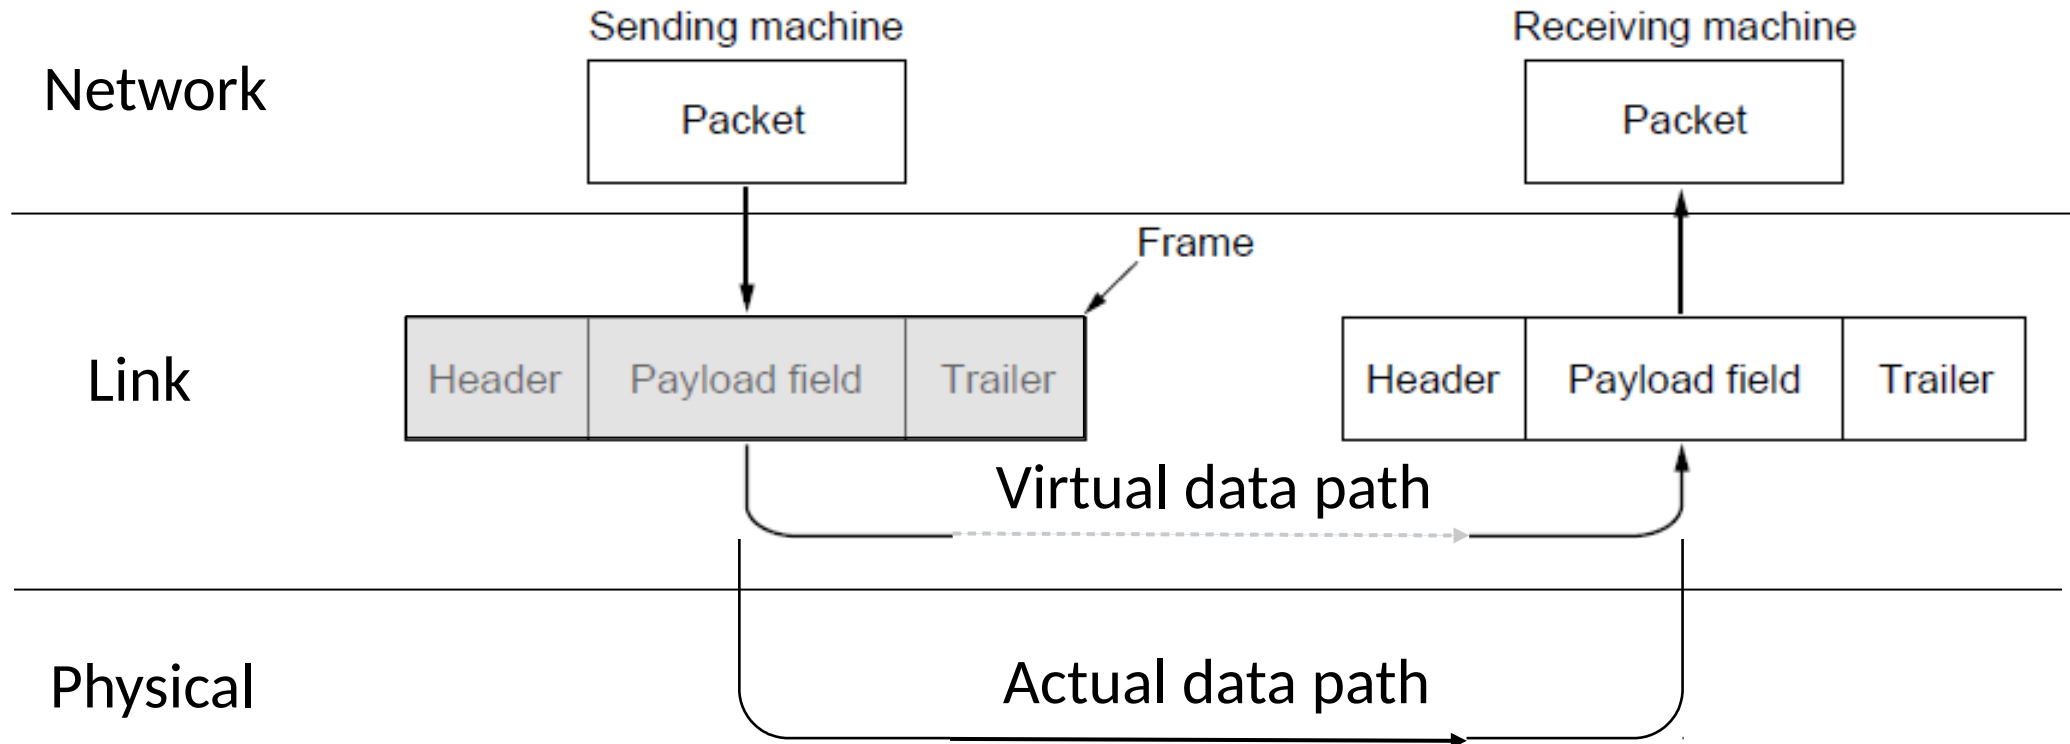 Sending machine
Receiving machine
Network
Packet
Packet
Frame
Link
Header
Payload field
Trailer
Header
Payload field
Trailer
Virtual data path
Physical
Actual data path